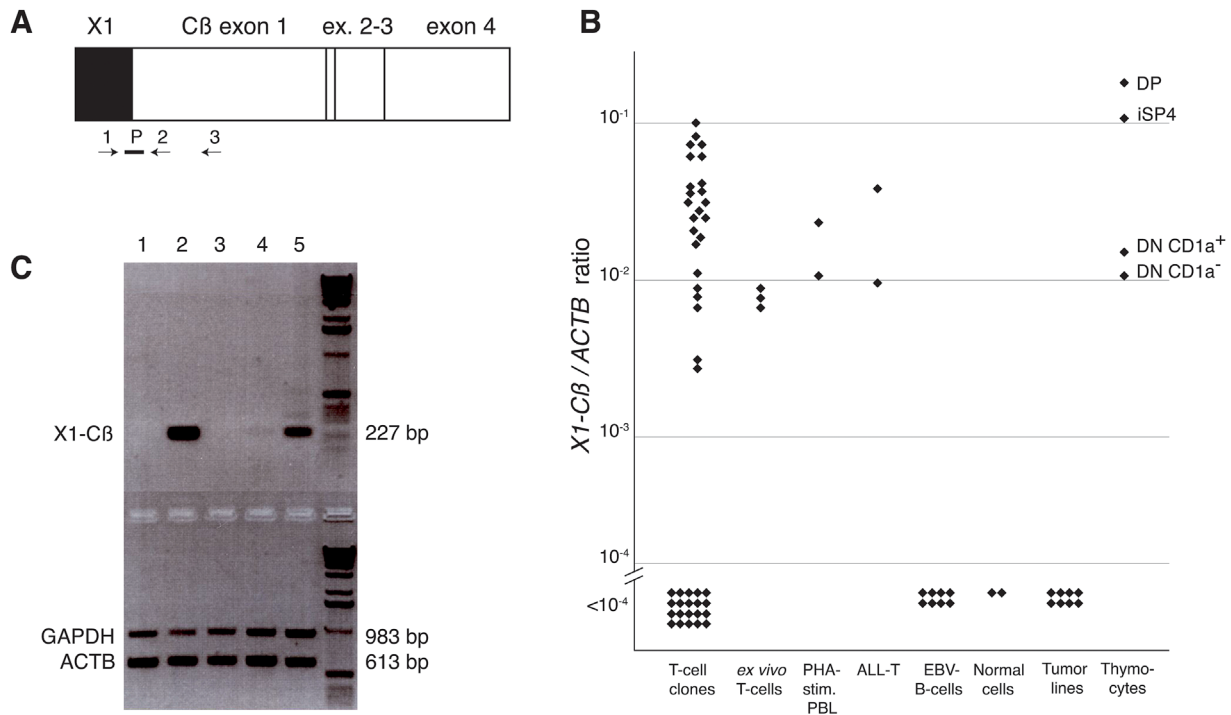 A
X1 Cß exon 1 ex. 2-3 exon 4
1 P 2 3
C
1 2 3 4 5
X1-Cß 227 bp
GAPDH 983 bp
ACTB 613 bp
B
X1-Cß / ACTB ratio
10-1
10-2
10-3
10-4
<10-4
DP
iSP4
DN CD1a+
DN CD1a-
T-cell clones
ex vivo T-cells
PHA-stim. PBL
ALL-T
EBV-B-cells
Normal cells
Tumor lines
Thymo-cytes